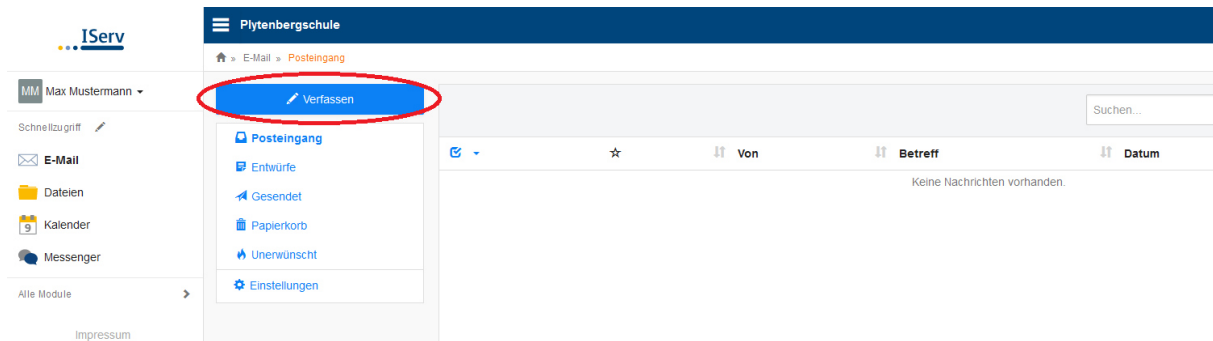 IServ
Plytenbergschule
» E-Mail » Posteingang
MM Max Mustermann
Schnellzugriff
E-Mail
Dateien
9 Kalender
Messenger
Alle Module
Impressum
Verfassen
Posteingang
Entwürfe
Gesendet
Papierkorb
Unerwünscht
Einstellungen
Suchen...
Von Betreff Datum
Keine Nachrichten vorhanden.